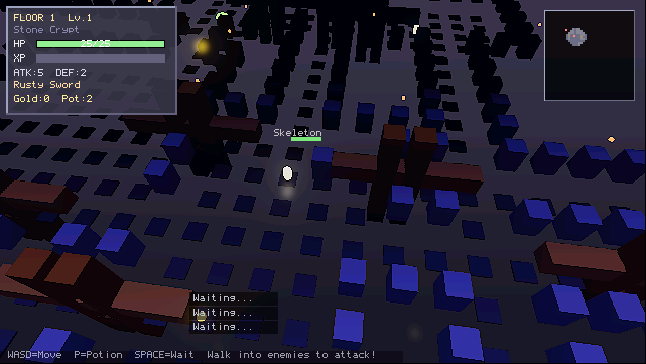 FLOOR 1 Lv.1
Stone Crypt
HP 25/25
XP
ATK:5 DEF:2
Rusty Sword
Gold:0 Pot:2
Skeleton
Waiting...
Waiting...
Waiting...
WASD=Move P=Potion SPACE=Wait Walk into enemies to attack!